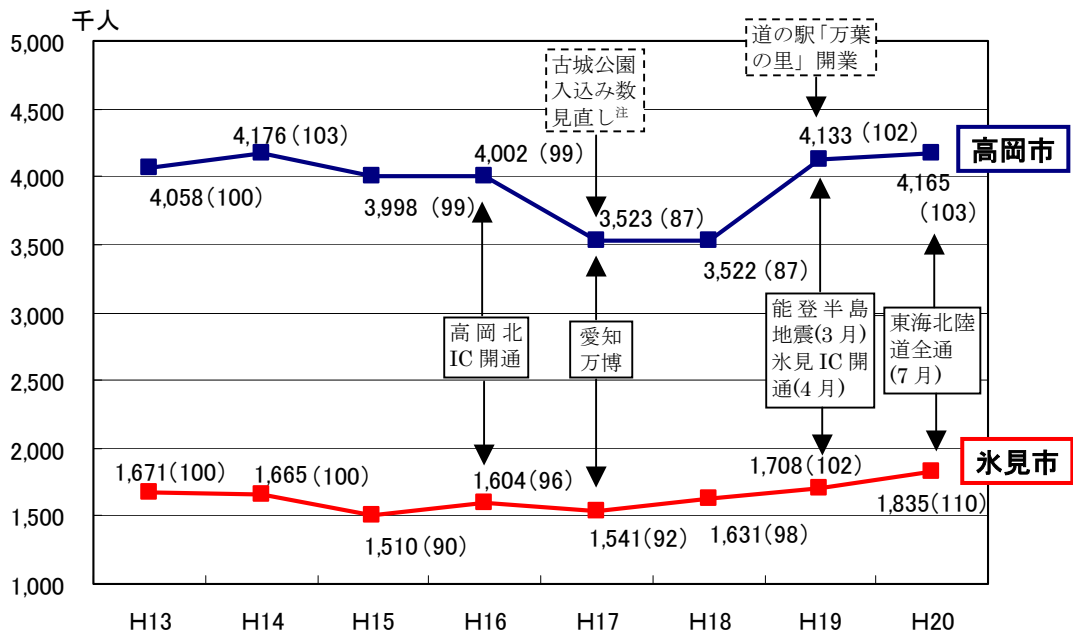 千人
5,000
4,500
4,000
3,500
3,000
2,500
2,000
1,500
1,000
道の駅「万葉
の里」開業
古城公園
入込み数
見直し注
4,058(100)
4,176(103)
3,998 (99)
4,002 (99)
3,523(87)
3,522(87)
4,133 (102)
4,165
(103)
高岡市
高岡北
IC開通
愛知
万博
能登半島
地震(3月)
氷見IC開
通(4月)
東海北陸
道全通
(7月)
1,671(100)
1,665(100)
1,510(90)
1,604(96)
1,541(92)
1,631(98)
1,708(102)
1,835(110)
氷見市
H13 H14 H15 H16 H17 H18 H19 H20